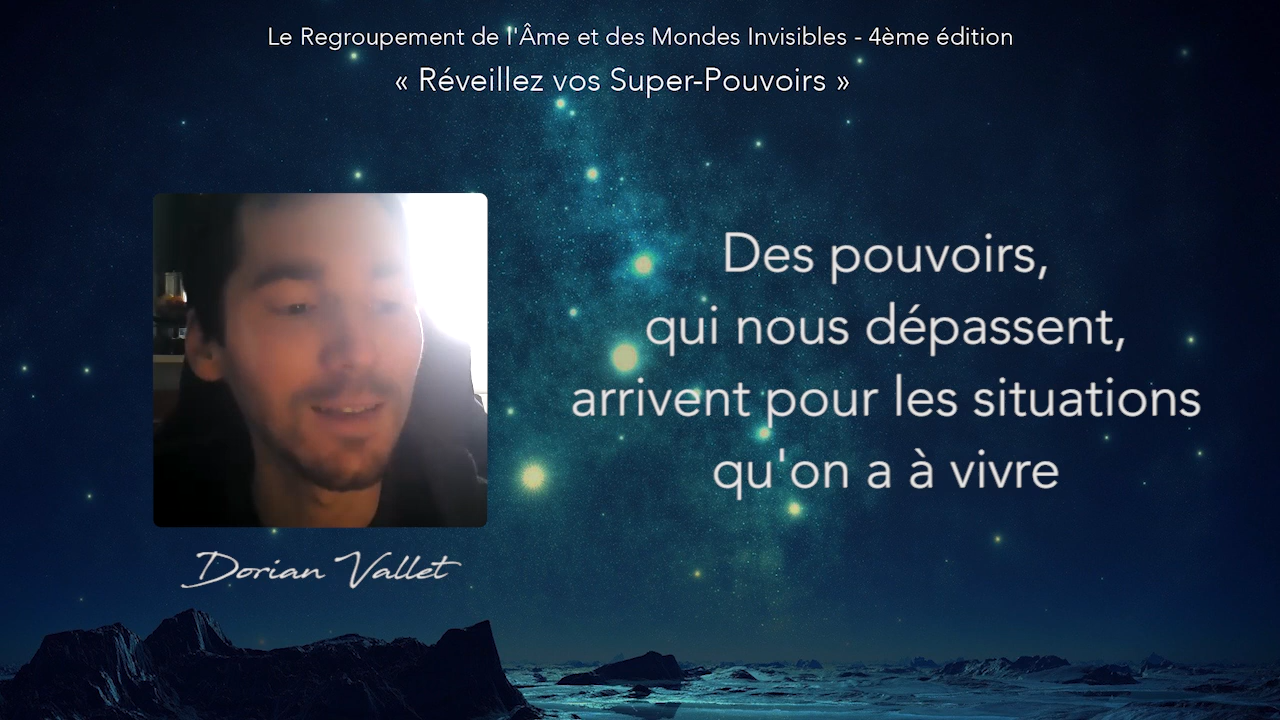 Le Regroupement de l'Âme et des Mondes Invisibles - 4ème édition
« Réveillez vos Super-Pouvoirs »
Des pouvoirs,
qui nous dépassent,
arrivent pour les situations
qu'on a à vivre
Dorian Vallet